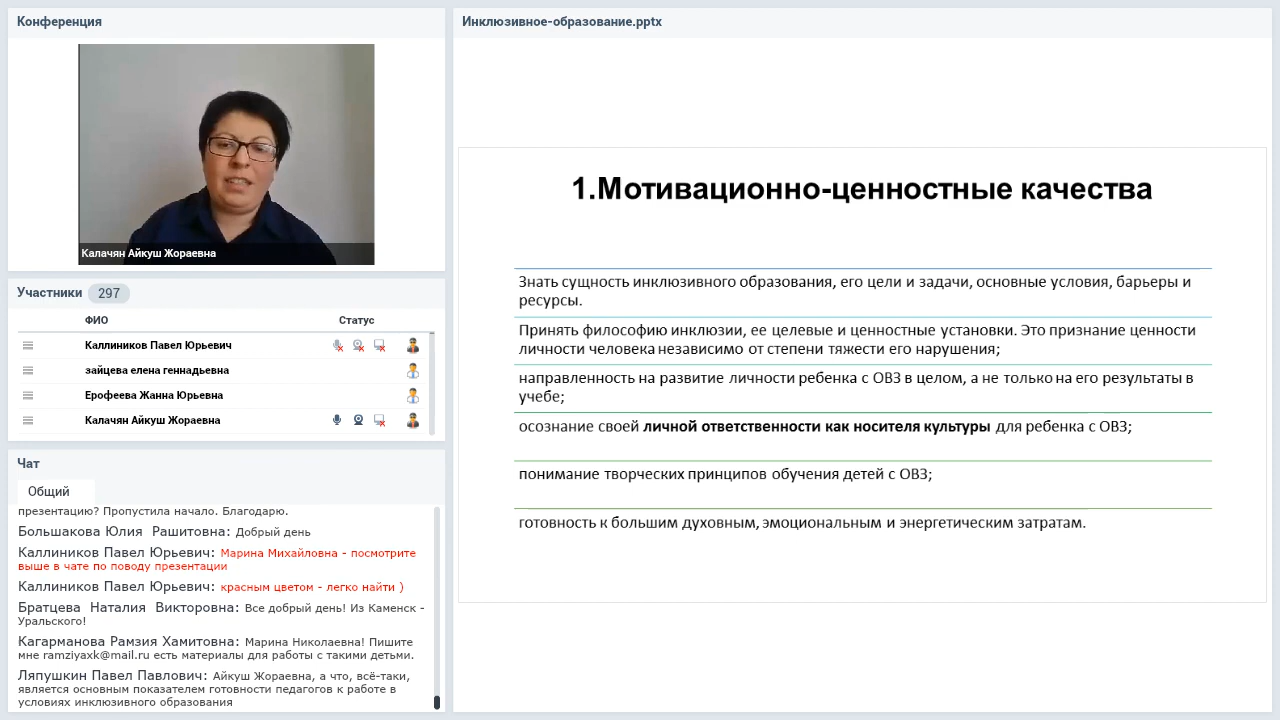 Конференция
Калачян Айкуш Жораевна
Участники 297
ФИО Статус
Каллиников Павел Юрьевич
зайцева елена геннадьевна
Ерофеева Жанна Юрьевна
Калачян Айкуш Жораевна
Чат
Общий
презентацию? Пропустила начало. Благодарю.
Большакова Юлия Рашитовна: Добрый день
Каллиников Павел Юрьевич: Марина Михайловна - посмотрите
выше в чате по поводу презентации
Каллиников Павел Юрьевич: красным цветом - легко найти )
Братцева Наталия Викторовна: Все добрый день! Из Каменск -
Уральского!
Кагарманова Рамзия Хамитовна: Марина Николаевна! Пишите
мне ramziyaxk@mail.ru есть материалы для работы с такими детьми.
Ляпушкин Павел Павлович: Айкуш Жораевна, а что, всё-таки,
является основным показателем готовности педагогов к работе в
условиях инклюзивного образования
Инклюзивное-образование.pptx
1.Мотивационно-ценностные качества
Знать сущность инклюзивного образования, его цели и задачи, основные условия, барьеры и
ресурсы.
Принять философию инклюзии, ее целевые и ценностные установки. Это признание ценности
личности человека независимо от степени тяжести его нарушения;
направленность на развитие личности ребенка с ОВЗ в целом, а не только на его результаты в
учебе;
осознание своей личной ответственности как носителя культуры для ребенка с ОВЗ;
понимание творческих принципов обучения детей с ОВЗ;
готовность к большим духовным, эмоциональным и энергетическим затратам.